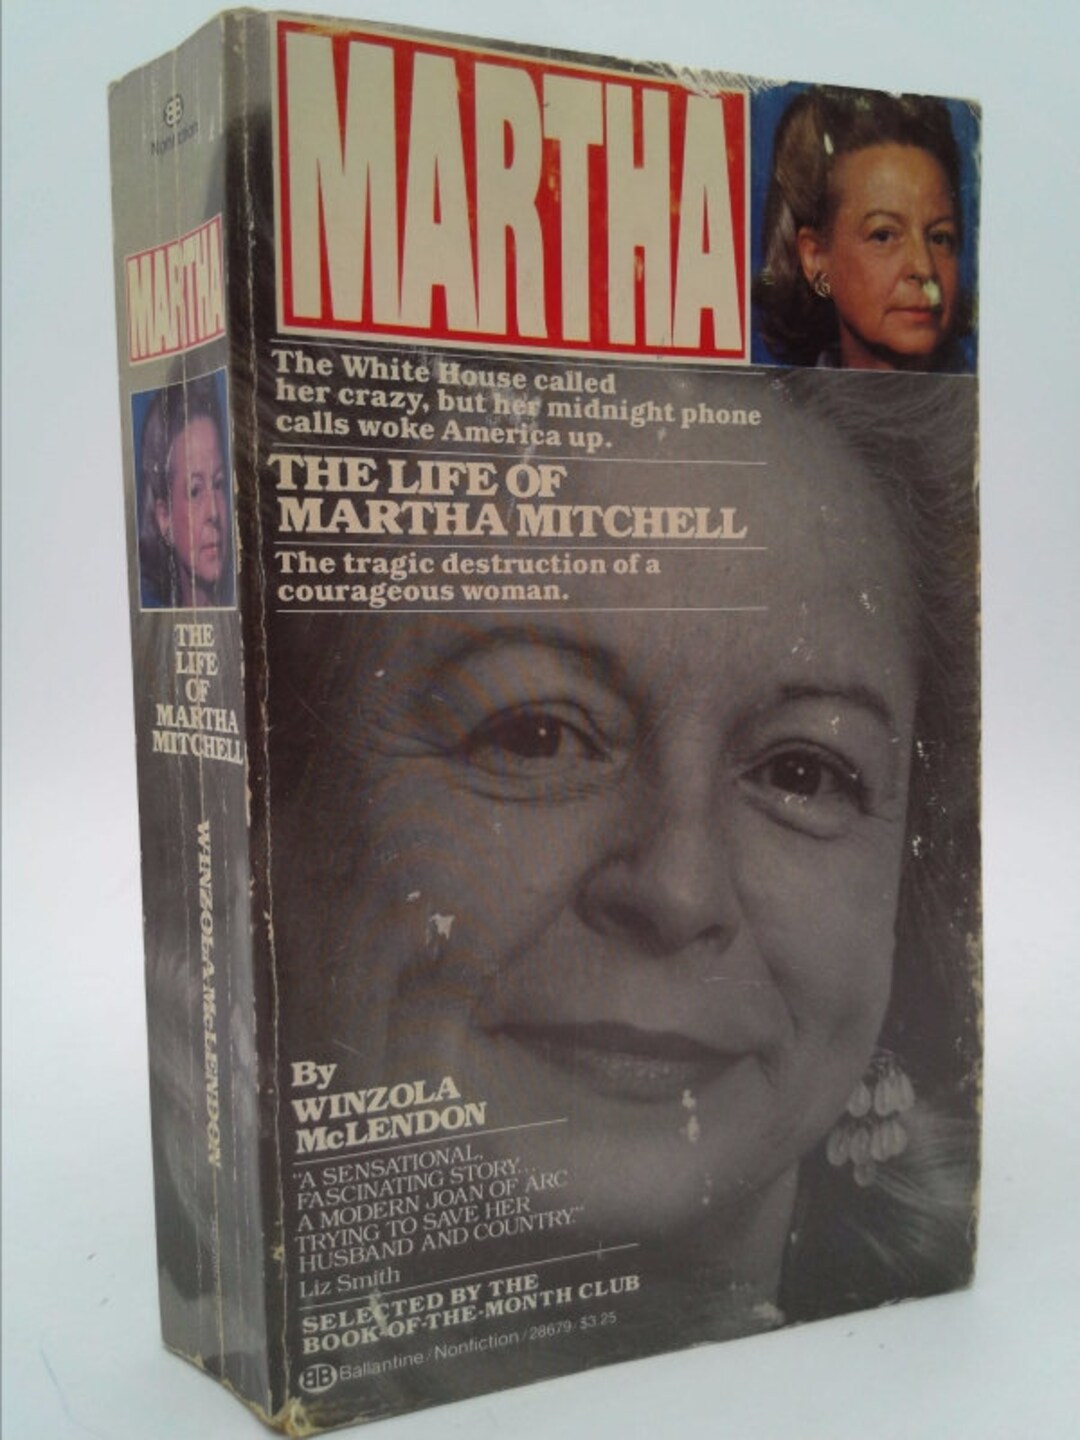 BB
Nonfiction
MARTHA
THE
LIFE
OF
MARTHA
MITCHELL
WINZOLA McLENDON
MARTHA
The White House called
her crazy, but her midnight phone
calls woke America up.
THE LIFE OF
MARTHA MITCHELL
The tragic destruction of a
courageous woman.
By
WINZOLA
McLENDON
"A SENSATIONAL,
FASCINATING STORY...
A MODERN JOAN OF ARC
TRYING TO SAVE HER
HUSBAND AND COUNTRY."
Liz Smith
SELECTED BY THE
BOOK-OF-THE-MONTH CLUB
BB Ballantine/Nonfiction/28679/$3.25